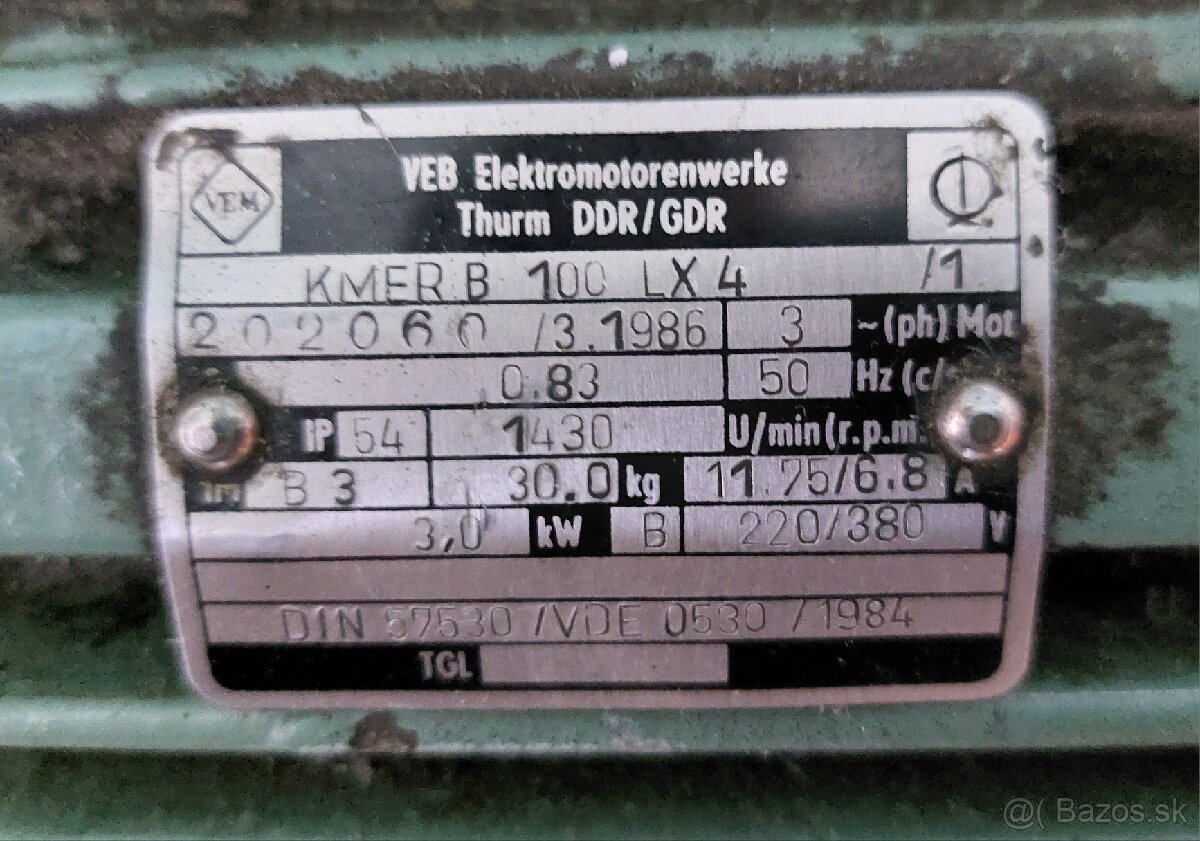 VEM
VEB Elektromotorenwerke
Thurm DDR/GDR
KMER B 100 LX 4 /1
202060 /3.1986 3 ~(ph) Mot
0.83 50 Hz (c/s
IP 54 1430 U/min (r.p.m.
IM B 3 30.0 kg 11.75/6.8 A
3,0 kW B 220/380 V
DIN 57530 /VDE 0530 /1984
TGL
@( Bazos.sk